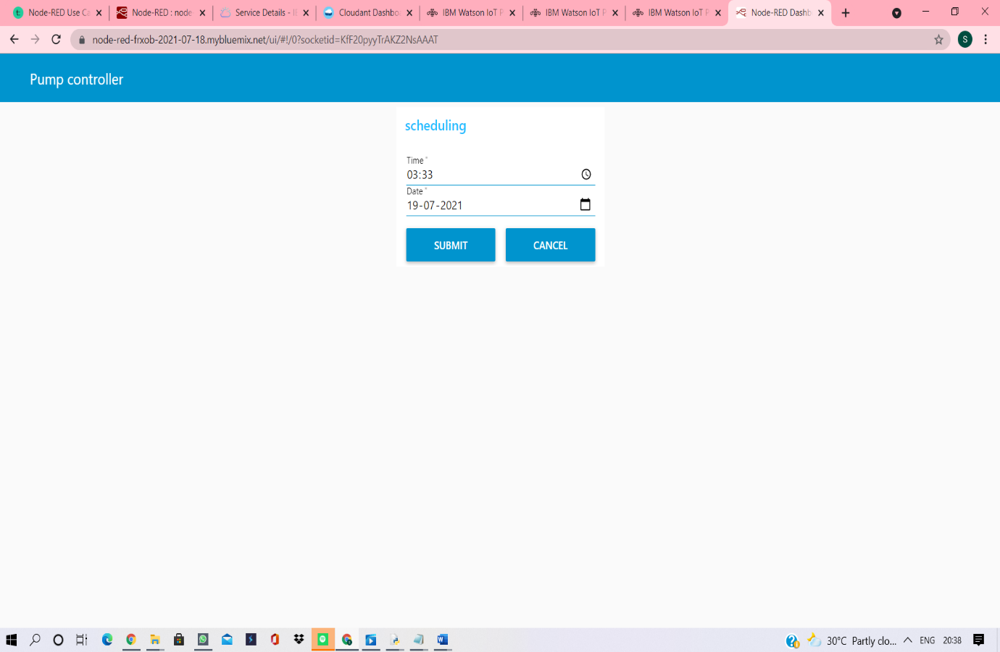 Node-RED Use Ca
Node-RED : node
Service Details - I
Cloudant Dashbo
IBM Watson IoT P
IBM Watson IoT P
IBM Watson IoT P
Node-RED Dashb
node-red-frxob-2021-07-18.mybluemix.net/ui/#!/0?socketid=KfF20pyyTrAKZ2NsAAAT
S
Pump controller
scheduling
Time *
03:33
Date *
19-07-2021
SUBMIT CANCEL
30°C Partly clo... ENG 20:38